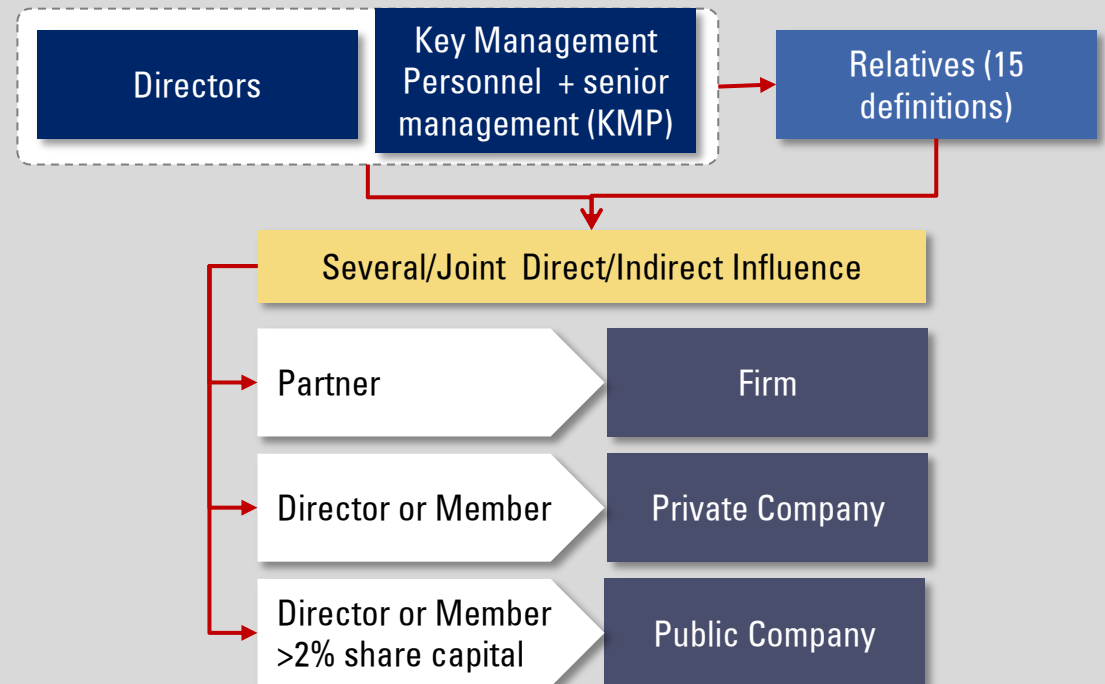 Directors
Key Management
Personnel + senior
management (KMP)
Relatives (15
definitions)
Several/Joint Direct/Indirect Influence
Partner
Firm
Director or Member
Private Company
Director or Member
>2% share capital
Public Company